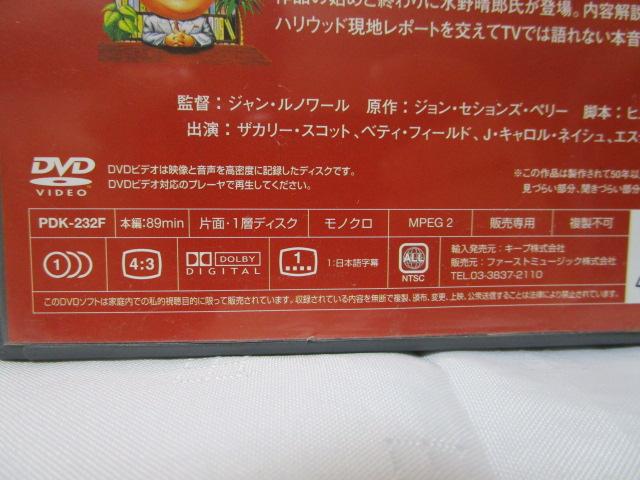 作品の始めと終わりに水野晴郎氏が登場。内容解説
ハリウッド現地レポートを交えてTVでは語れない本音
監督：ジャン・ルノワール 原作：ジョン・セションズ・ペリー 脚本：ヒ
出演：ザカリー・スコット、ベティ・フィールド、J・キャロル・ネイシュ、エス
DVD VIDEO
DVDビデオは映像と音声を高密度に記録したディスクです。
DVDビデオ対応のプレーヤで再生してください。
※この作品は製作されて50年以
見づらい部分、聞きづらい部分
PDK-232F 本編:89min 片面・1層ディスク モノクロ MPEG 2 販売専用 複製不可
1 4:3 DOLBY DIGITAL 1 1:日本語字幕 ALL NTSC
輸入発売元：キープ株式会社
販売元：ファーストミュージック株式会社
TEL.03-3837-2110
このDVDソフトは家庭内での私的視聴目的に限って販売されています。収録されている内容を無断で複製、頒布、変更、上映、公衆送信することは法律により禁止されています。